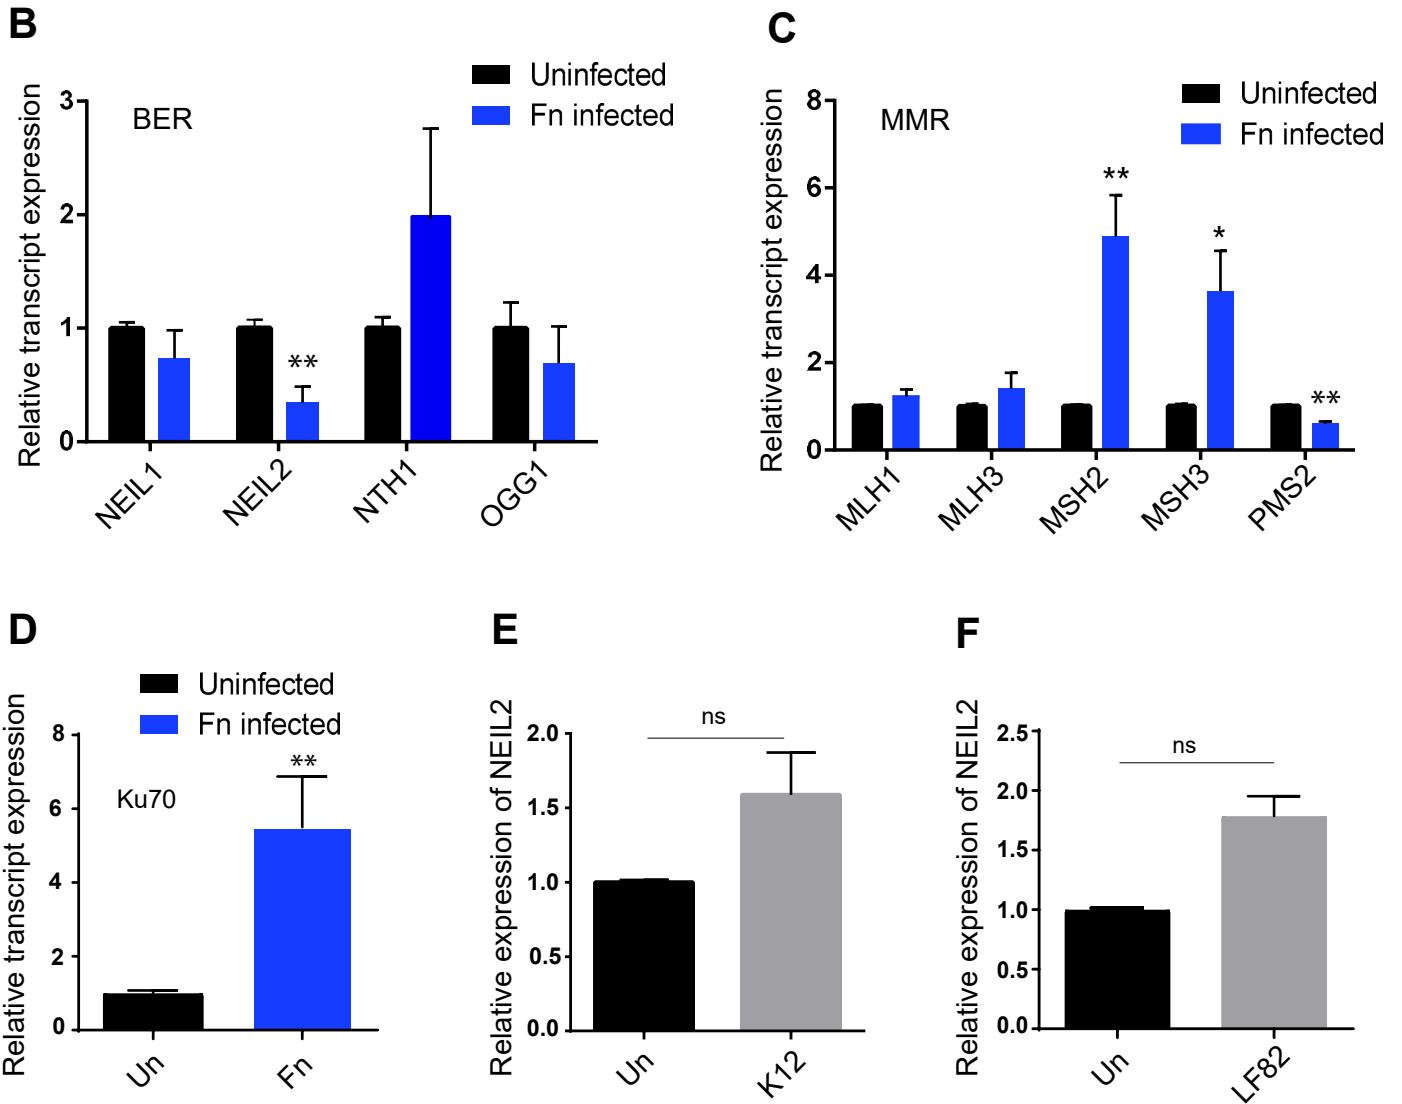 B
Uninfected
Fn infected
BER
Relative transcript expression
3
2
1
0
**
NEIL1
NEIL2
NTH1
OGG1
C
Uninfected
Fn infected
MMR
Relative transcript expression
8
6
4
2
0
**
*
**
MLH1
MLH3
MSH2
MSH3
PMS2
D
Uninfected
Fn infected
Ku70
Relative transcript expression
8
6
4
2
0
**
Un
Fn
E
Relative expression of NEIL2
2.0
1.5
1.0
0.5
0.0
ns
Un
K12
F
Relative expression of NEIL2
2.5
2.0
1.5
1.0
0.5
0.0
ns
Un
LF82